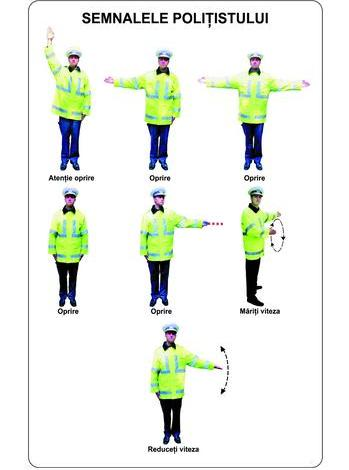 SEMNALELE POLIȚISTULUI
Atenție oprire
Oprire
Oprire
Oprire
Oprire
Măriți viteza
Reduceți viteza